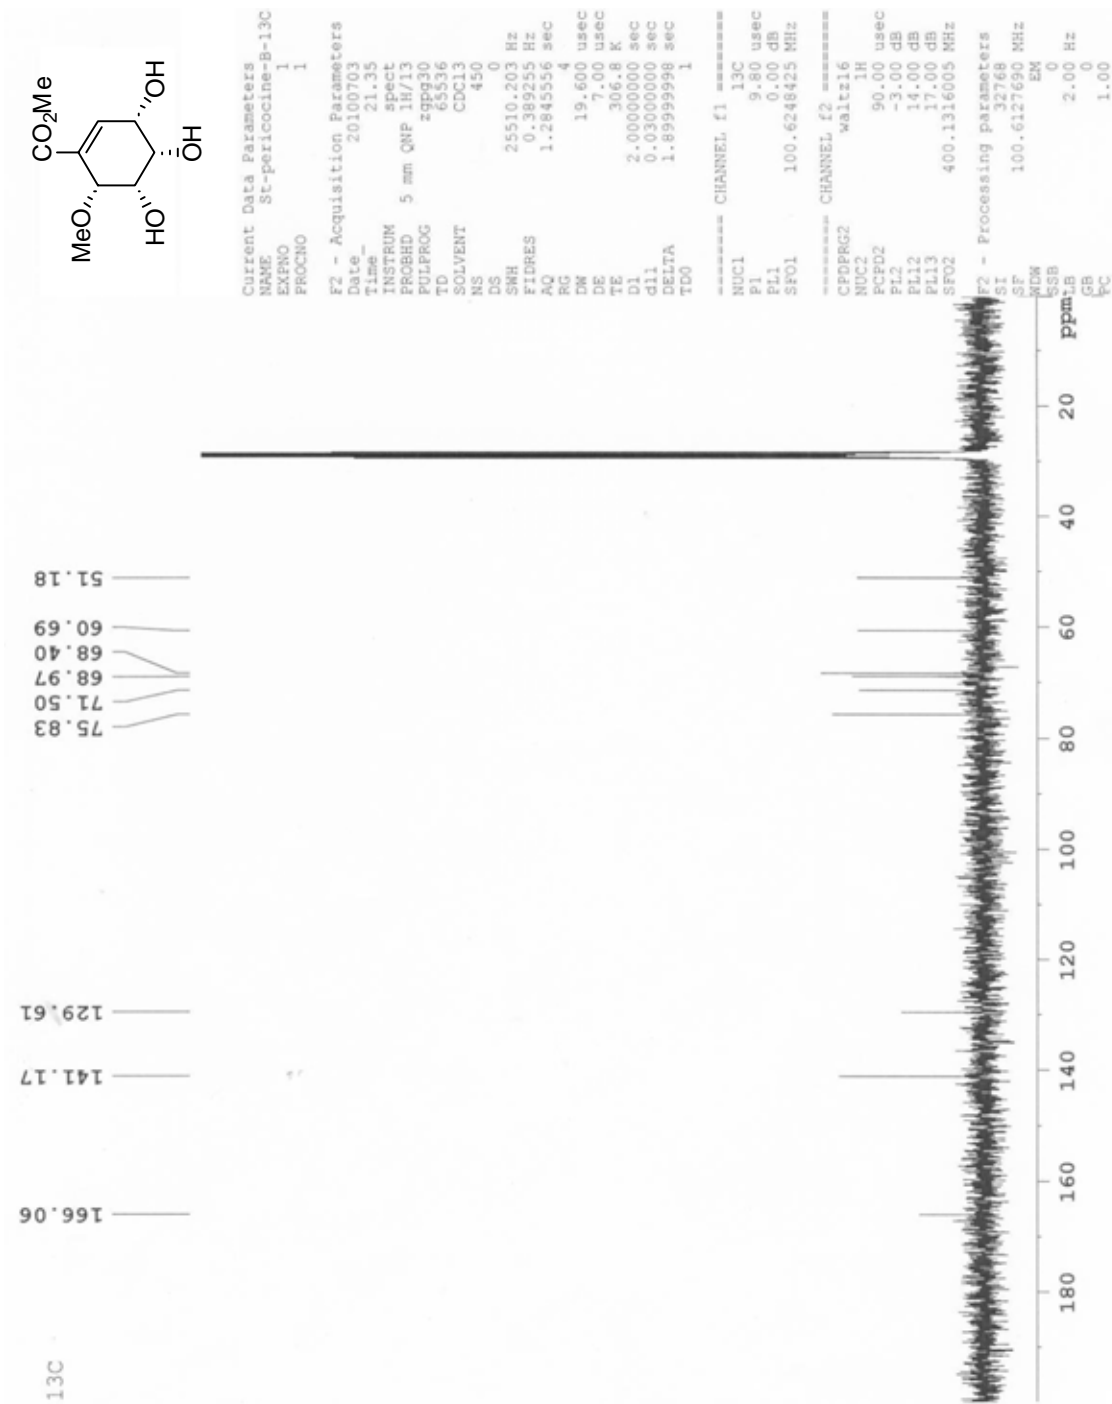 13C
166.06
141.17
129.61
75.83
71.50
68.97
68.40
60.69
51.18
CO2Me
MeO
OH
HO
OH
Current Data Parameters
NAME St-pericocine-B-13C
EXPNO 1
PROCNO 1
F2 - Acquisition Parameters
Date_ 20100703
Time 21.35
INSTRUM spect
PROBHD 5 mm QNP 1H/13
PULPROG zgpg30
TD 65536
SOLVENT CDCl3
NS 450
DS 0
SWH 25510.203 Hz
FIDRES 0.389255 Hz
AQ 1.2845556 sec
RG 4
DW 19.600 usec
DE 7.00 usec
TE 306.8 K
D1 2.00000000 sec
d11 0.03000000 sec
DELTA 1.89999998 sec
TD0 1
======== CHANNEL f1 ========
NUC1 13C
P1 9.80 usec
PL1 0.00 dB
SFO1 100.6248425 MHz
======== CHANNEL f2 ========
CPDPRG2 waltz16
NUC2 1H
PCPD2 90.00 usec
PL2 -3.00 dB
PL12 14.00 dB
PL13 17.00 dB
SFO2 400.1316005 MHz
F2 - Processing parameters
SI 32768
SF 100.6127690 MHz
WDW EM
SSB 0
LB 2.00 Hz
GB 0
PC 1.00
180 160 140 120 100 80 60 40 20 ppm